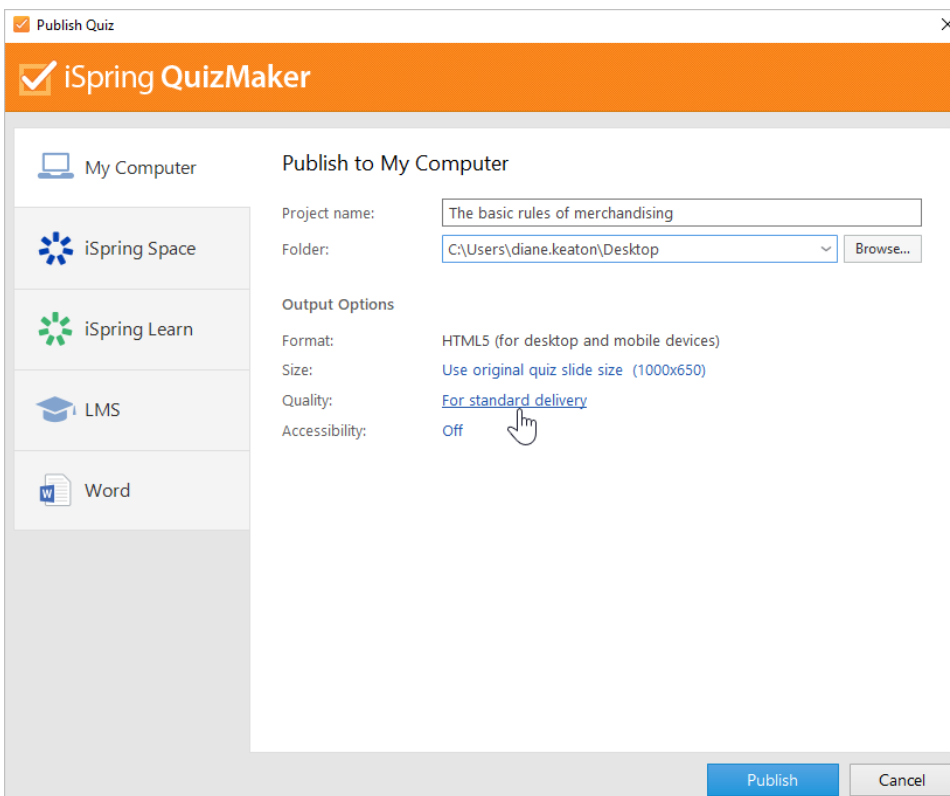 Publish Quiz
iSpring QuizMaker
My Computer
iSpring Space
iSpring Learn
LMS
W Word
Publish to My Computer
Project name: The basic rules of merchandising
Folder: C:\Users\diane.keaton\Desktop Browse...
Output Options
Format: HTML5 (for desktop and mobile devices)
Size: Use original quiz slide size (1000x650)
Quality: For standard delivery
Accessibility: Off
Publish Cancel